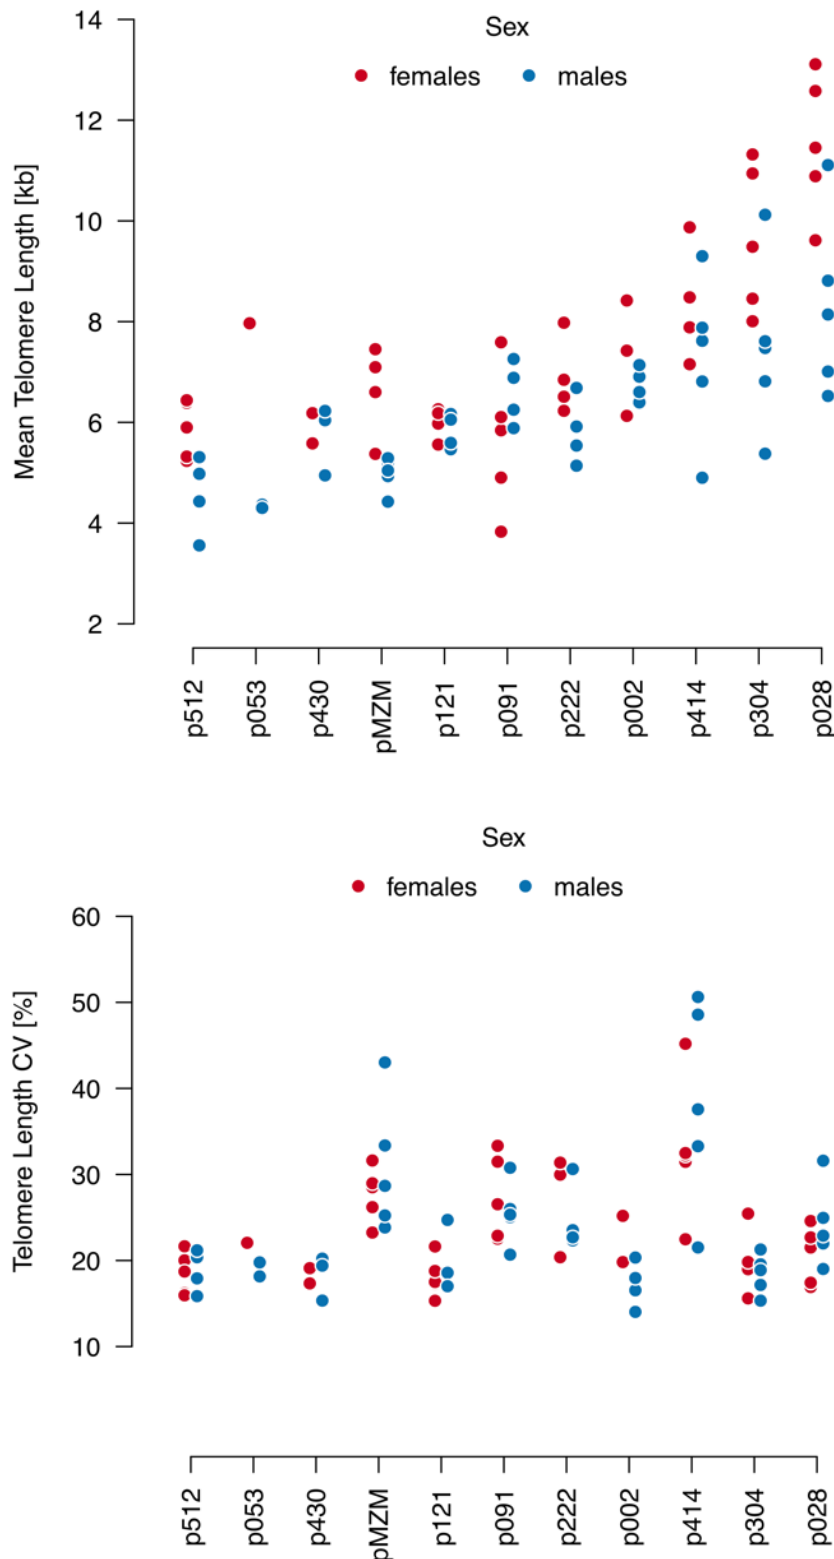 Sex
females males
Mean Telomere Length [kb]
14
12
10
8
6
4
2
p512 p053 p430 pMZM p121 p091 p222 p002 p414 p304 p028
Sex
females males
Telomere Length CV [%]
60
50
40
30
20
10
p512 p053 p430 pMZM p121 p091 p222 p002 p414 p304 p028